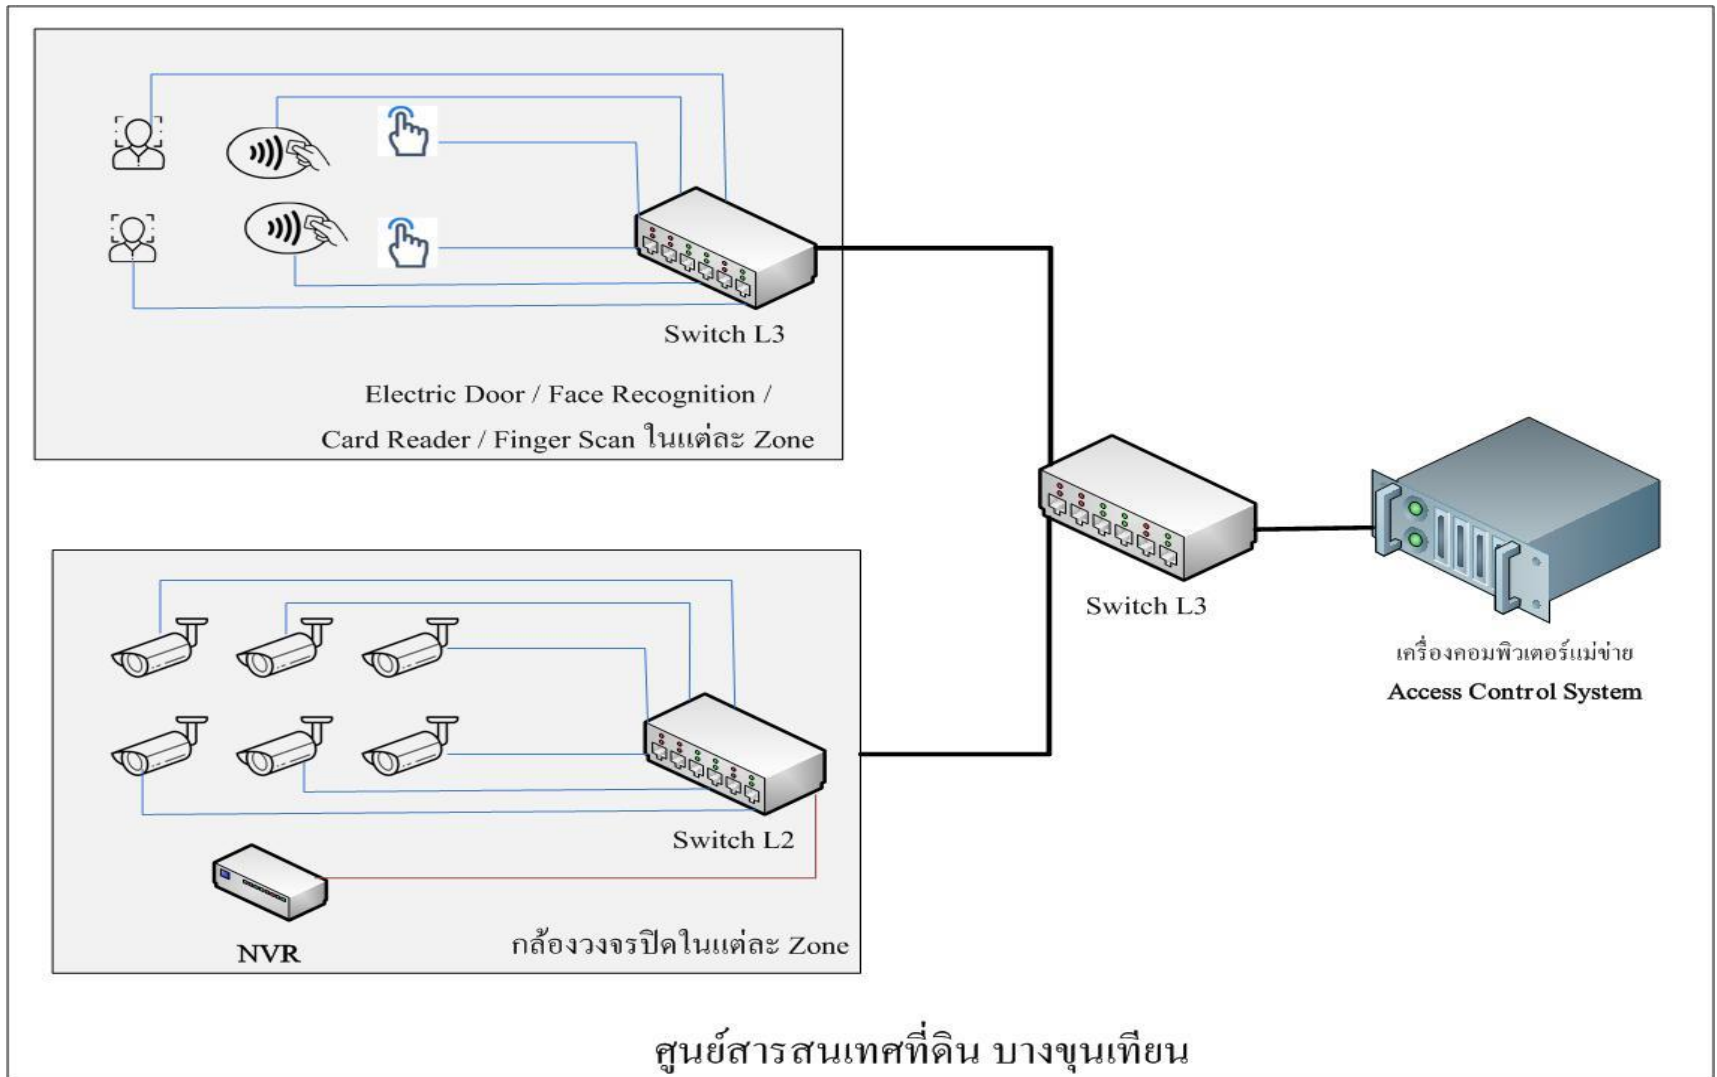 Switch L3
Electric Door / Face Recognition /
Card Reader / Finger Scan ในแต่ละ Zone
Switch L3
เครื่องคอมพิวเตอร์แม่ข่าย
Access Control System
Switch L2
NVR
กล้องวงจรปิดในแต่ละ Zone
ศูนย์สารสนเทศที่ดิน บางขุนเทียน